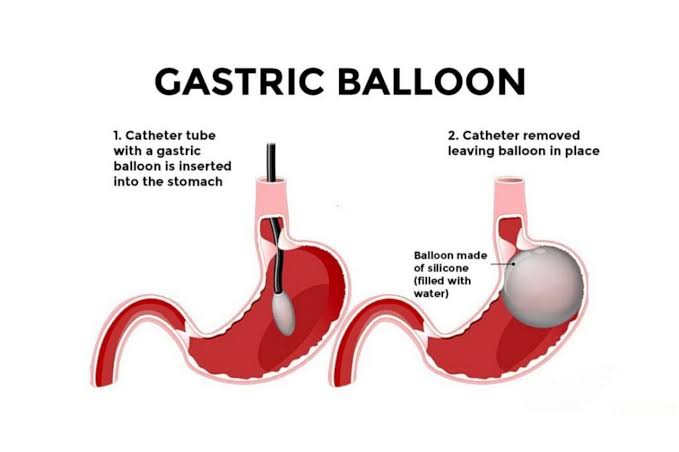 GASTRIC BALLOON
1. Catheter tube
with a gastric
balloon is inserted
into the stomach
2. Catheter removed
leaving balloon in place
Balloon made
of silicone
(filled with
water)